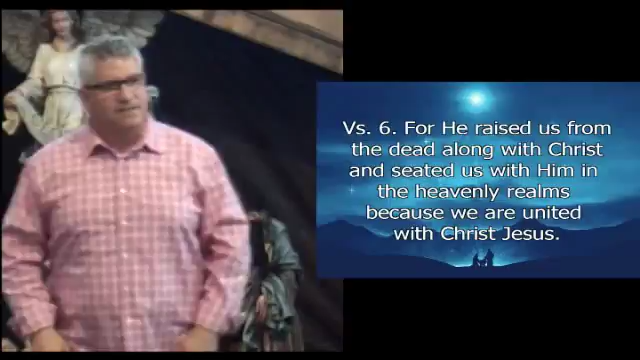 Vs. 6. For He raised us from
the dead along with Christ
and seated us with Him in
the heavenly realms
because we are united
with Christ Jesus.